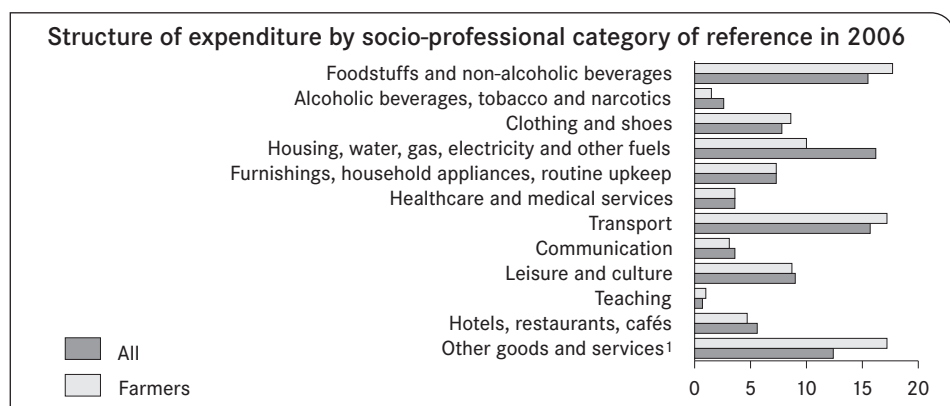 Structure of expenditure by socio-professional category of reference in 2006
Foodstuffs and non-alcoholic beverages
Alcoholic beverages, tobacco and narcotics
Clothing and shoes
Housing, water, gas, electricity and other fuels
Furnishings, household appliances, routine upkeep
Healthcare and medical services
Transport
Communication
Leisure and culture
Teaching
Hotels, restaurants, cafés
Other goods and services¹
All
Farmers
0 5 10 15 20